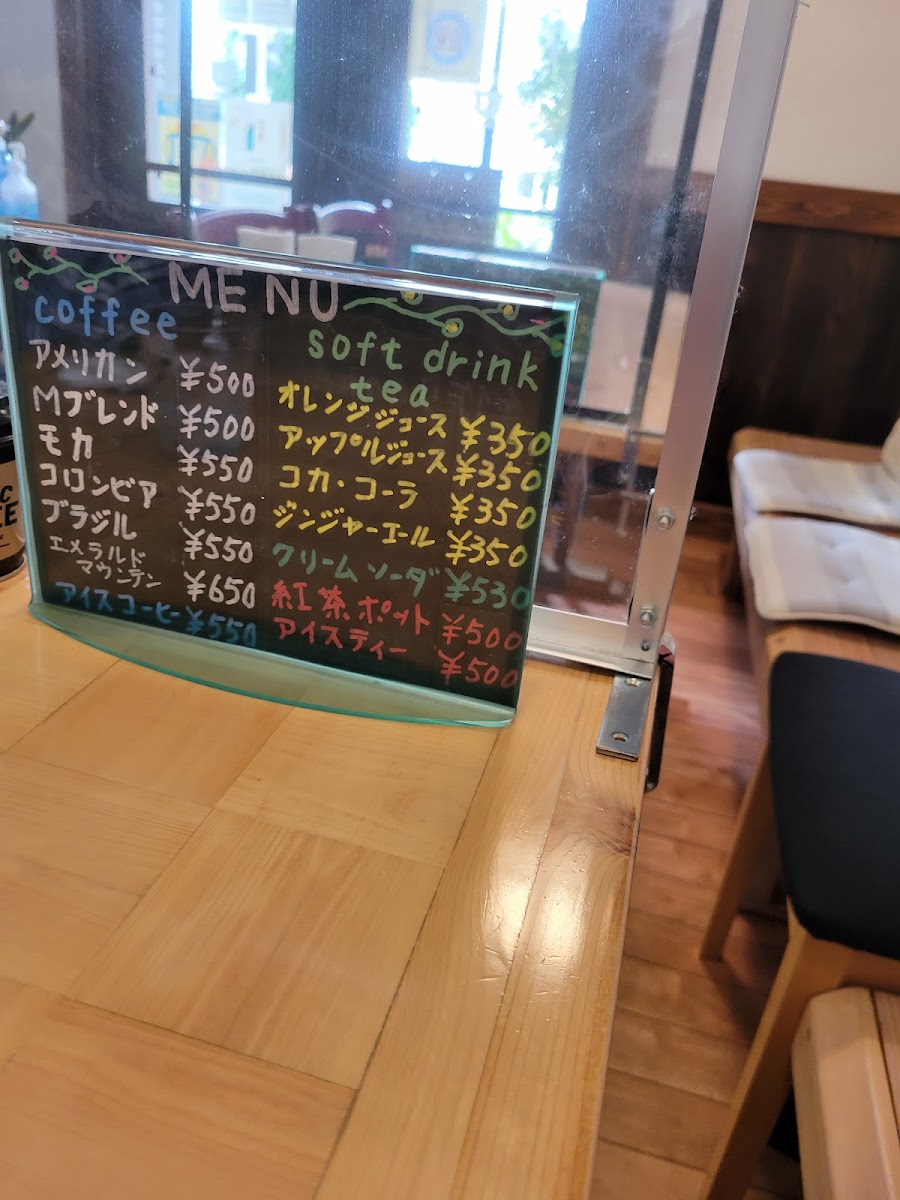 MENU
coffee
アメリカン ¥500
Mブレンド ¥500
モカ ¥550
コロンビア ¥550
ブラジル ¥550
エメラルド
マウンテン ¥650
アイスコーヒー ¥550
soft drink
tea
オレンジジュース ¥350
アップルジュース ¥350
コカ・コーラ ¥350
ジンジャーエール ¥350
クリームソーダ ¥530
紅茶ポット ¥500
アイスティー ¥500